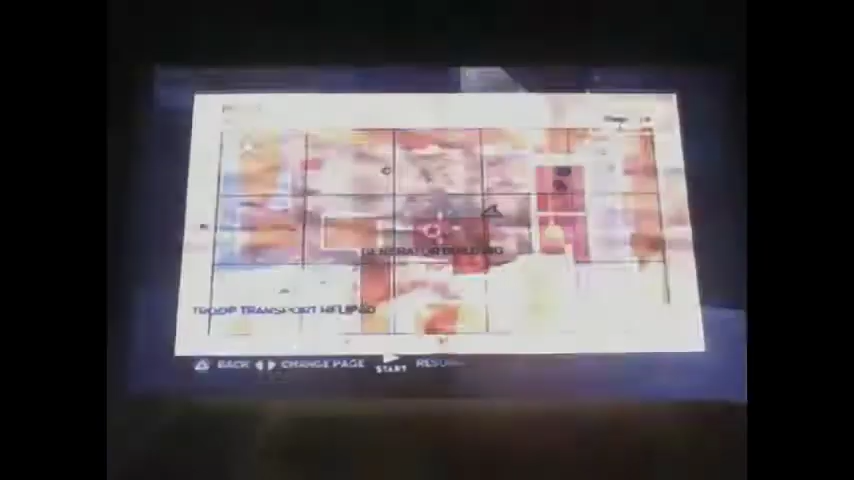 GENERATOR BUILDING
TROOP TRANSPORT HELIPAD
BACK CHANGE PAGE START